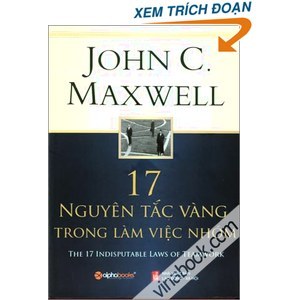 XEM TRÍCH ĐOẠN
JOHN C.
MAXWELL
17
NGUYÊN TẮC VÀNG
TRONG LÀM VIỆC NHÓM
THE 17 INDISPUTABLE LAWS OF TEAMWORK
alphabooks
www.vinabook.com